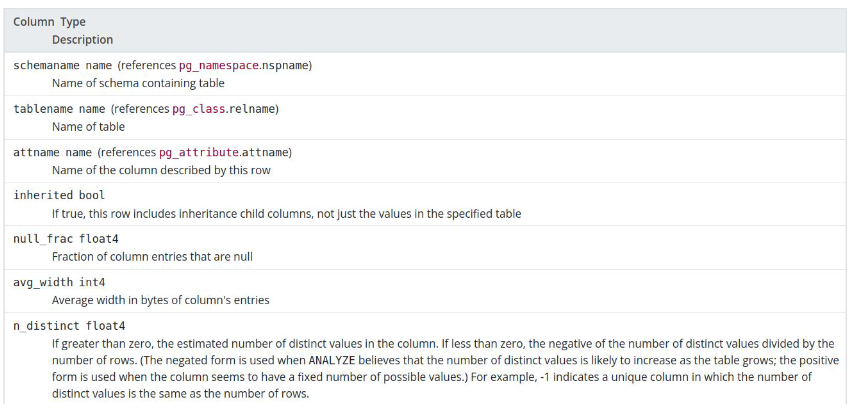 Column Type
Description
schemaname name (references pg_namespace.nspname)
Name of schema containing table
tablename name (references pg_class.relname)
Name of table
attname name (references pg_attribute.attname)
Name of the column described by this row
inherited bool
If true, this row includes inheritance child columns, not just the values in the specified table
null_frac float4
Fraction of column entries that are null
avg_width int4
Average width in bytes of column's entries
n_distinct float4
If greater than zero, the estimated number of distinct values in the column. If less than zero, the negative of the number of distinct values divided by the
number of rows. (The negated form is used when ANALYZE believes that the number of distinct values is likely to increase as the table grows; the positive
form is used when the column seems to have a fixed number of possible values.) For example, -1 indicates a unique column in which the number of
distinct values is the same as the number of rows.